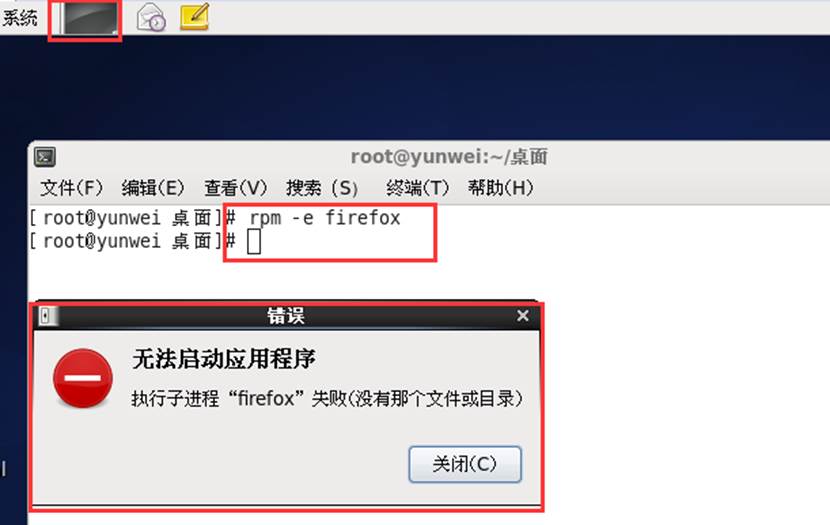 系统
root@yunwei:~/桌面
文件(F) 编辑(E) 查看(V) 搜索 (S) 终端(T) 帮助(H)
[root@yunwei 桌面]# rpm -e firefox
[root@yunwei 桌面]#
错误
无法启动应用程序
执行子进程“firefox”失败(没有那个文件或目录)
关闭(C)